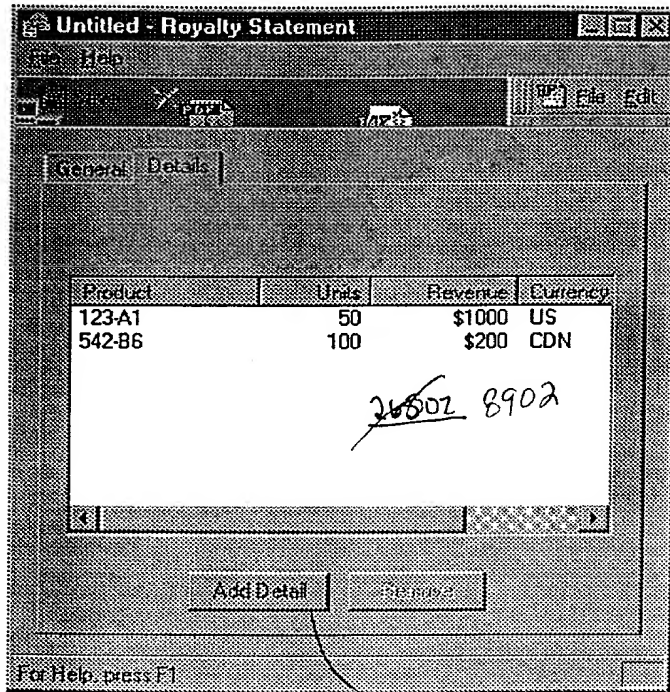 Untitled - Royalty Statement
File Help
File Edit
General Details
Product Units Revenue Currency
123-A1 50 $1000 US
542-B6 100 $200 CDN
8902
Add Detail Remove
For Help, press F1